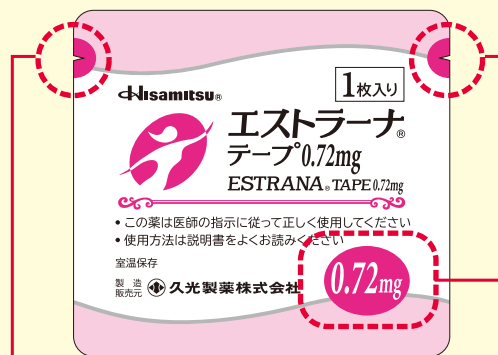 Hisamitsu®
1枚入り
エストラーナ®
テープ0.72mg
ESTRANA® TAPE 0.72mg
• この薬は医師の指示に従って正しく使用してください
• 使用方法は説明書をよくお読みください
室温保存
製造販売元 久光製薬株式会社
0.72mg